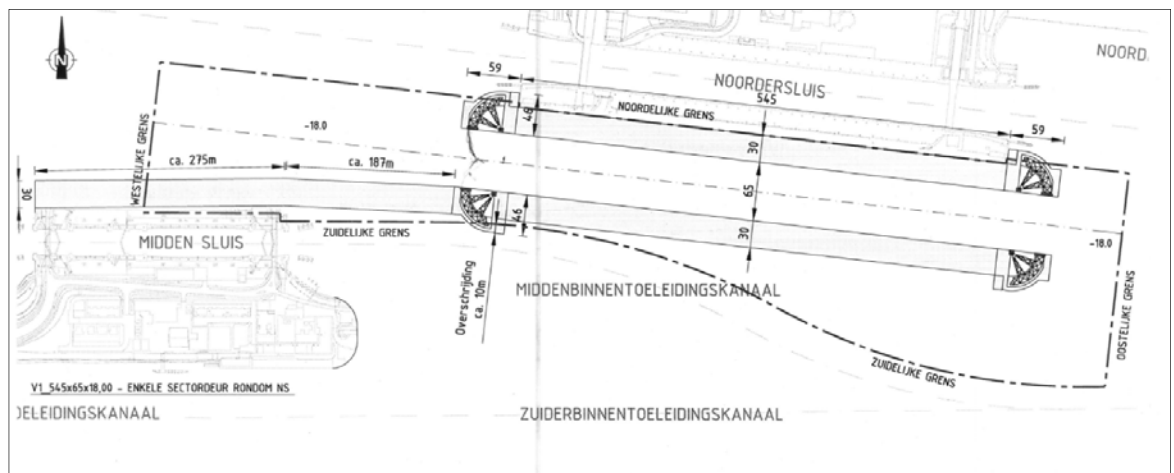 N
NOORD.
59
NOORDERSLUIS
545
NOORDELIJKE GRENS
46
59
-18.0
WESTELIJKE GRENS
ca. 275m
ca. 187m
30
30
65
30
46
-18.0
MIDDEN SLUIS
ZUIDELIJKE GRENS
Overschrijding
ca. 10m
MIDDENBINNENTOELEIDINGSKANAAL
OOSTELIJKE GRENS
ZUIDELIJKE GRENS
V1_545x65x18,00 - ENKELE SECTORDEUR RONDOM NS
OELEIDINGSKANAAL
ZUIDERBINNENTOELEIDINGSKANAAL